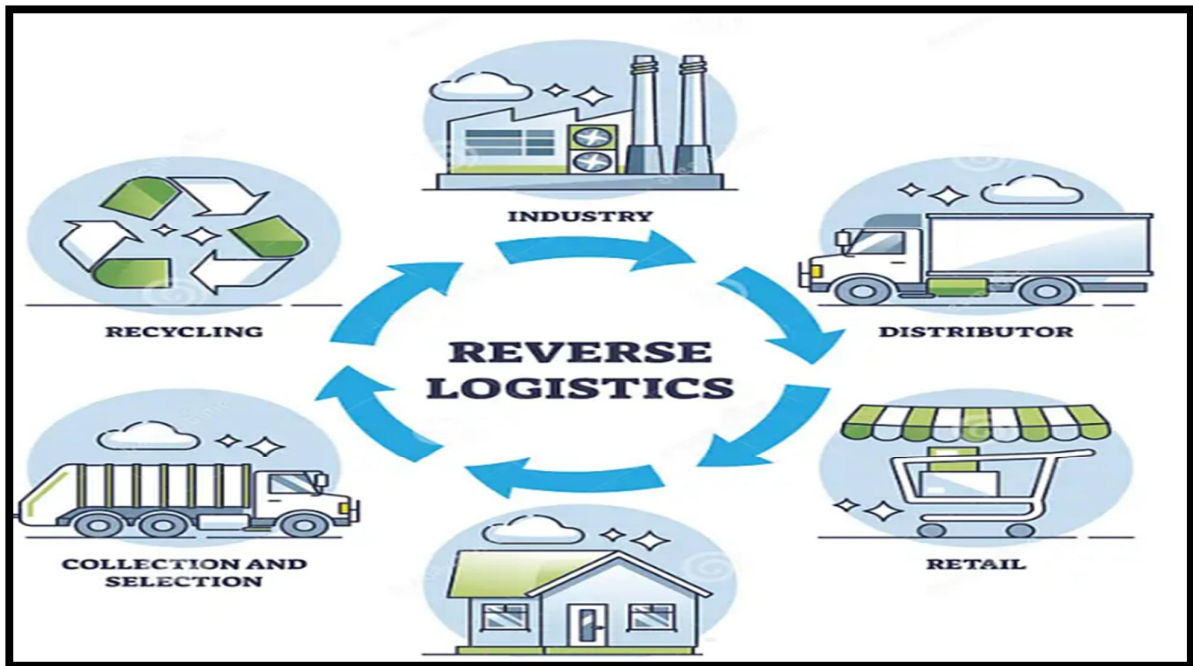 INDUSTRY
RECYCLING
DISTRIBUTOR
REVERSE
LOGISTICS
COLLECTION AND
SELECTION
RETAIL